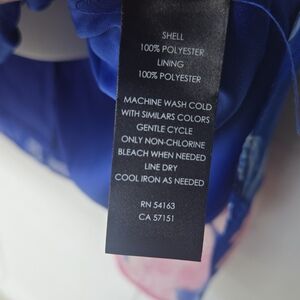 SHELL
100% POLYESTER
LINING
100% POLYESTER
MACHINE WASH COLD
WITH SIMILARS COLORS
GENTLE CYCLE
ONLY NON-CHLORINE
BLEACH WHEN NEEDED
LINE DRY
COOL IRON AS NEEDED
RN 54163
CA 57151